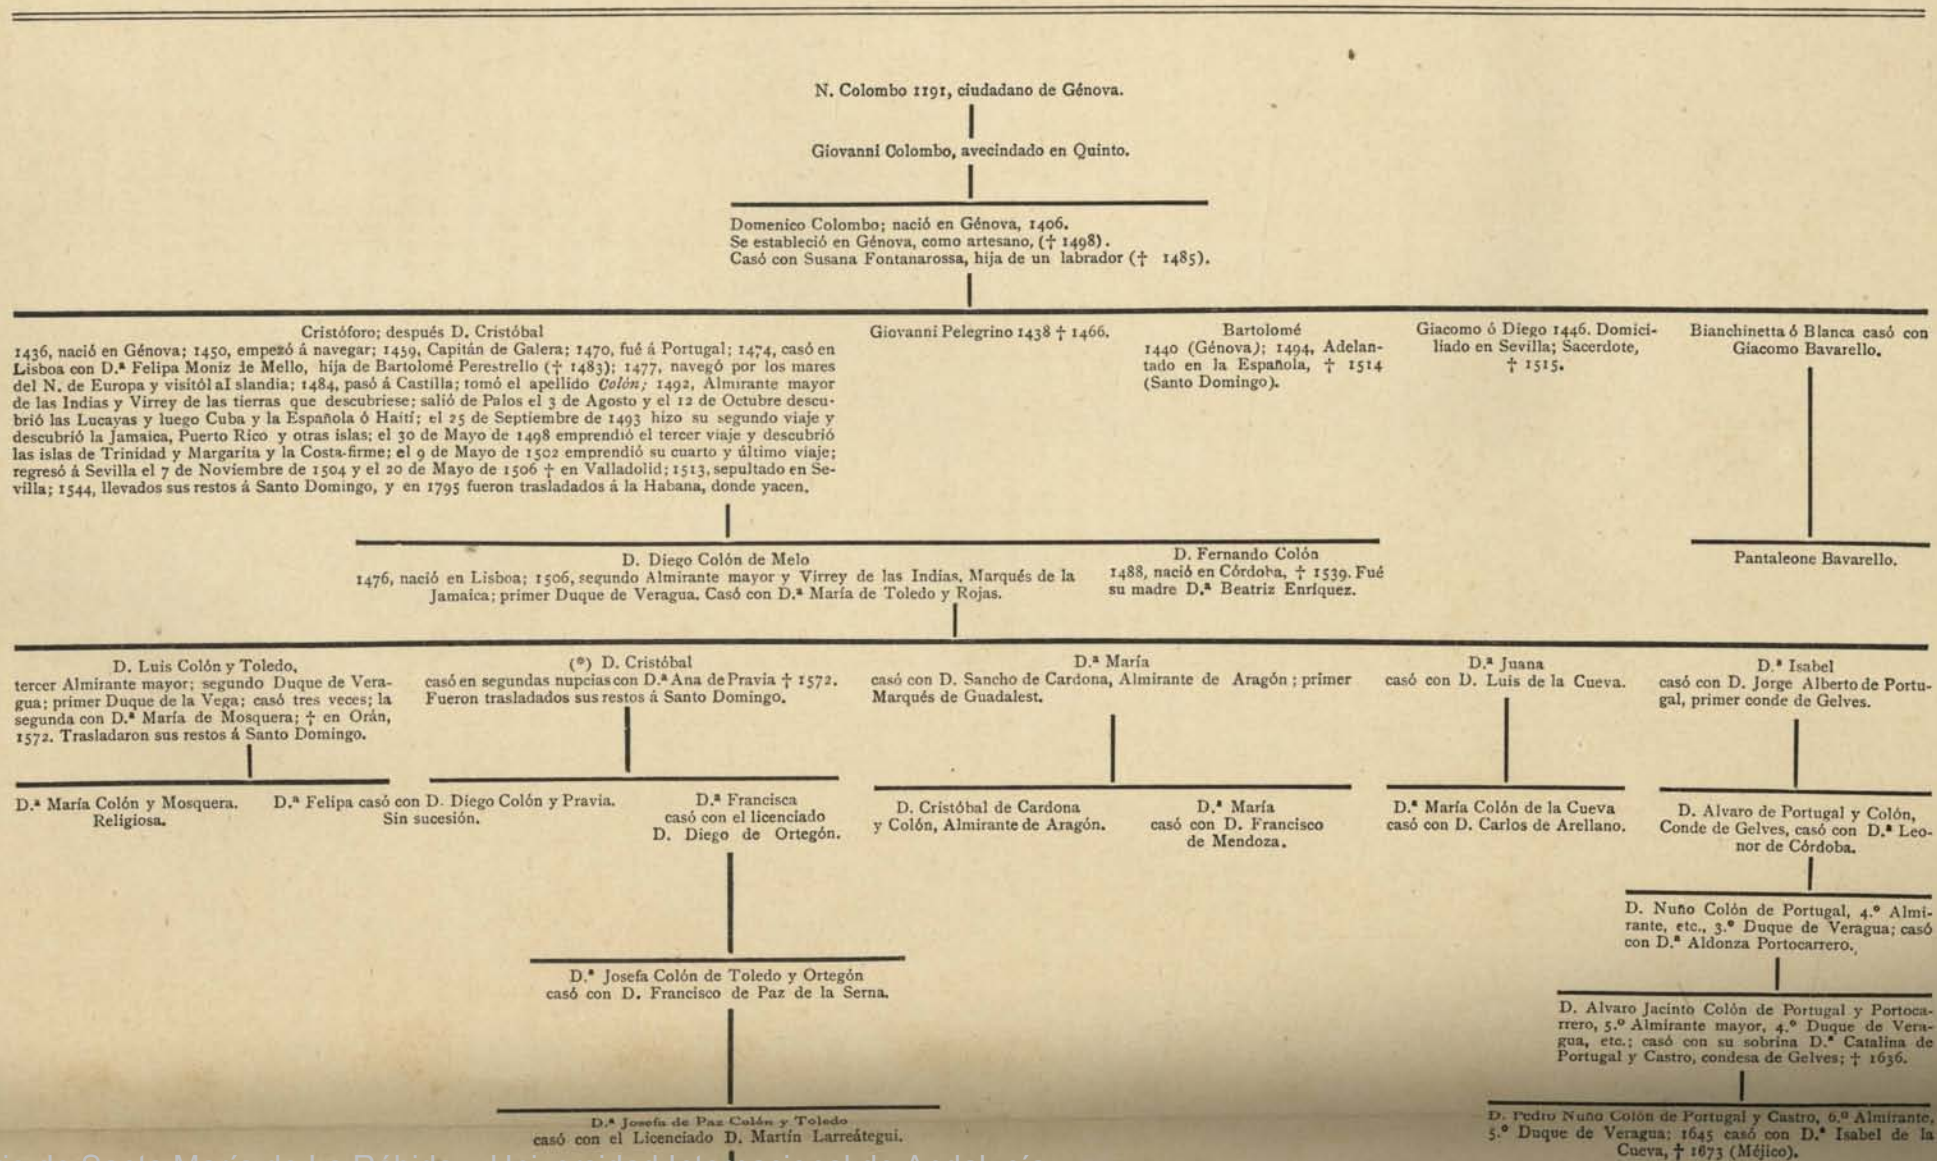 N. Colombo 1191, ciudadano de Génova.
Giovanni Colombo, avecindado en Quinto.
Domenico Colombo; nació en Génova, 1406.
Se estableció en Génova, como artesano, († 1498).
Casó con Susana Fontanarossa, hija de un labrador († 1485).
Cristóforo; después D. Cristóbal
1436, nació en Génova; 1450, empezó á navegar; 1459, Capitán de Galera; 1470, fué á Portugal; 1474, casó en
Lisboa con D.ª Felipa Moniz de Mello, hija de Bartolomé Perestrello († 1483); 1477, navegó por los mares
del N. de Europa y visitól aI slandia; 1484, pasó á Castilla; tomó el apellido Colón; 1492, Almirante mayor
de las Indias y Virrey de las tierras que descubriese; salió de Palos el 3 de Agosto y el 12 de Octubre descu-
brió las Lucayas y luego Cuba y la Española ó Haití; el 25 de Septiembre de 1493 hizo su segundo viaje y
descubrió la Jamaica, Puerto Rico y otras islas; el 30 de Mayo de 1498 emprendió el tercer viaje y descubrió
las islas de Trinidad y Margarita y la Costa-firme; el 9 de Mayo de 1502 emprendió su cuarto y último viaje;
regresó á Sevilla el 7 de Noviembre de 1504 y el 20 de Mayo de 1506 † en Valladolid; 1513, sepultado en Se-
villa; 1544, llevados sus restos á Santo Domingo, y en 1795 fueron trasladados á la Habana, donde yacen.
Giovanni Pelegrino 1438 † 1466.
Bartolomé
1440 (Génova); 1494, Adelan-
tado en la Española, † 1514
(Santo Domingo).
Giacomo ó Diego 1446. Domici-
liado en Sevilla; Sacerdote,
† 1515.
Bianchinetta ó Blanca casó con
Giacomo Bavarello.
D. Diego Colón de Melo
1476, nació en Lisboa; 1506, segundo Almirante mayor y Virrey de las Indias, Marqués de la
Jamaica; primer Duque de Veragua. Casó con D.ª María de Toledo y Rojas.
D. Fernando Colón
1488, nació en Córdoba, † 1539. Fué
su madre D.ª Beatriz Enríquez.
Pantaleone Bavarello.
D. Luis Colón y Toledo,
tercer Almirante mayor; segundo Duque de Vera-
gua; primer Duque de la Vega; casó tres veces; la
segunda con D.ª María de Mosquera; † en Orán,
1572. Trasladaron sus restos á Santo Domingo.
(*) D. Cristóbal
casó en segundas nupcias con D.ª Ana de Pravia † 1572.
Fueron trasladados sus restos á Santo Domingo.
D.ª María
casó con D. Sancho de Cardona, Almirante de Aragón; primer
Marqués de Guadalest.
D.ª Juana
casó con D. Luis de la Cueva.
D.ª Isabel
casó con D. Jorge Alberto de Portu-
gal, primer conde de Gelves.
D.ª María Colón y Mosquera.
Religiosa.
D.ª Felipa casó con D. Diego Colón y Pravia.
Sin sucesión.
D.ª Francisca
casó con el licenciado
D. Diego de Ortegón.
D. Cristóbal de Cardona
y Colón, Almirante de Aragón.
D.ª María
casó con D. Francisco
de Mendoza.
D.ª María Colón de la Cueva
casó con D. Carlos de Arellano.
D. Alvaro de Portugal y Colón,
Conde de Gelves, casó con D.ª Leo-
nor de Córdoba.
D. Nuño Colón de Portugal, 4.º Almi-
rante, etc., 3.º Duque de Veragua; casó
con D.ª Aldonza Portocarrero.
D.ª Josefa Colón de Toledo y Ortegón
casó con D. Francisco de Paz de la Serna.
D. Alvaro Jacinto Colón de Portugal y Portoca-
rrero, 5.º Almirante mayor, 4.º Duque de Vera-
gua, etc.; casó con su sobrina D.ª Catalina de
Portugal y Castro, condesa de Gelves; † 1636.
D.ª Josefa de Paz Colón y Toledo
casó con el Licenciado D. Martín Larreátegui.
D. Pedro Nuño Colón de Portugal y Castro, 6.º Almirante,
5.º Duque de Veragua; 1645 casó con D.ª Isabel de la
Cueva, † 1673 (Méjico).